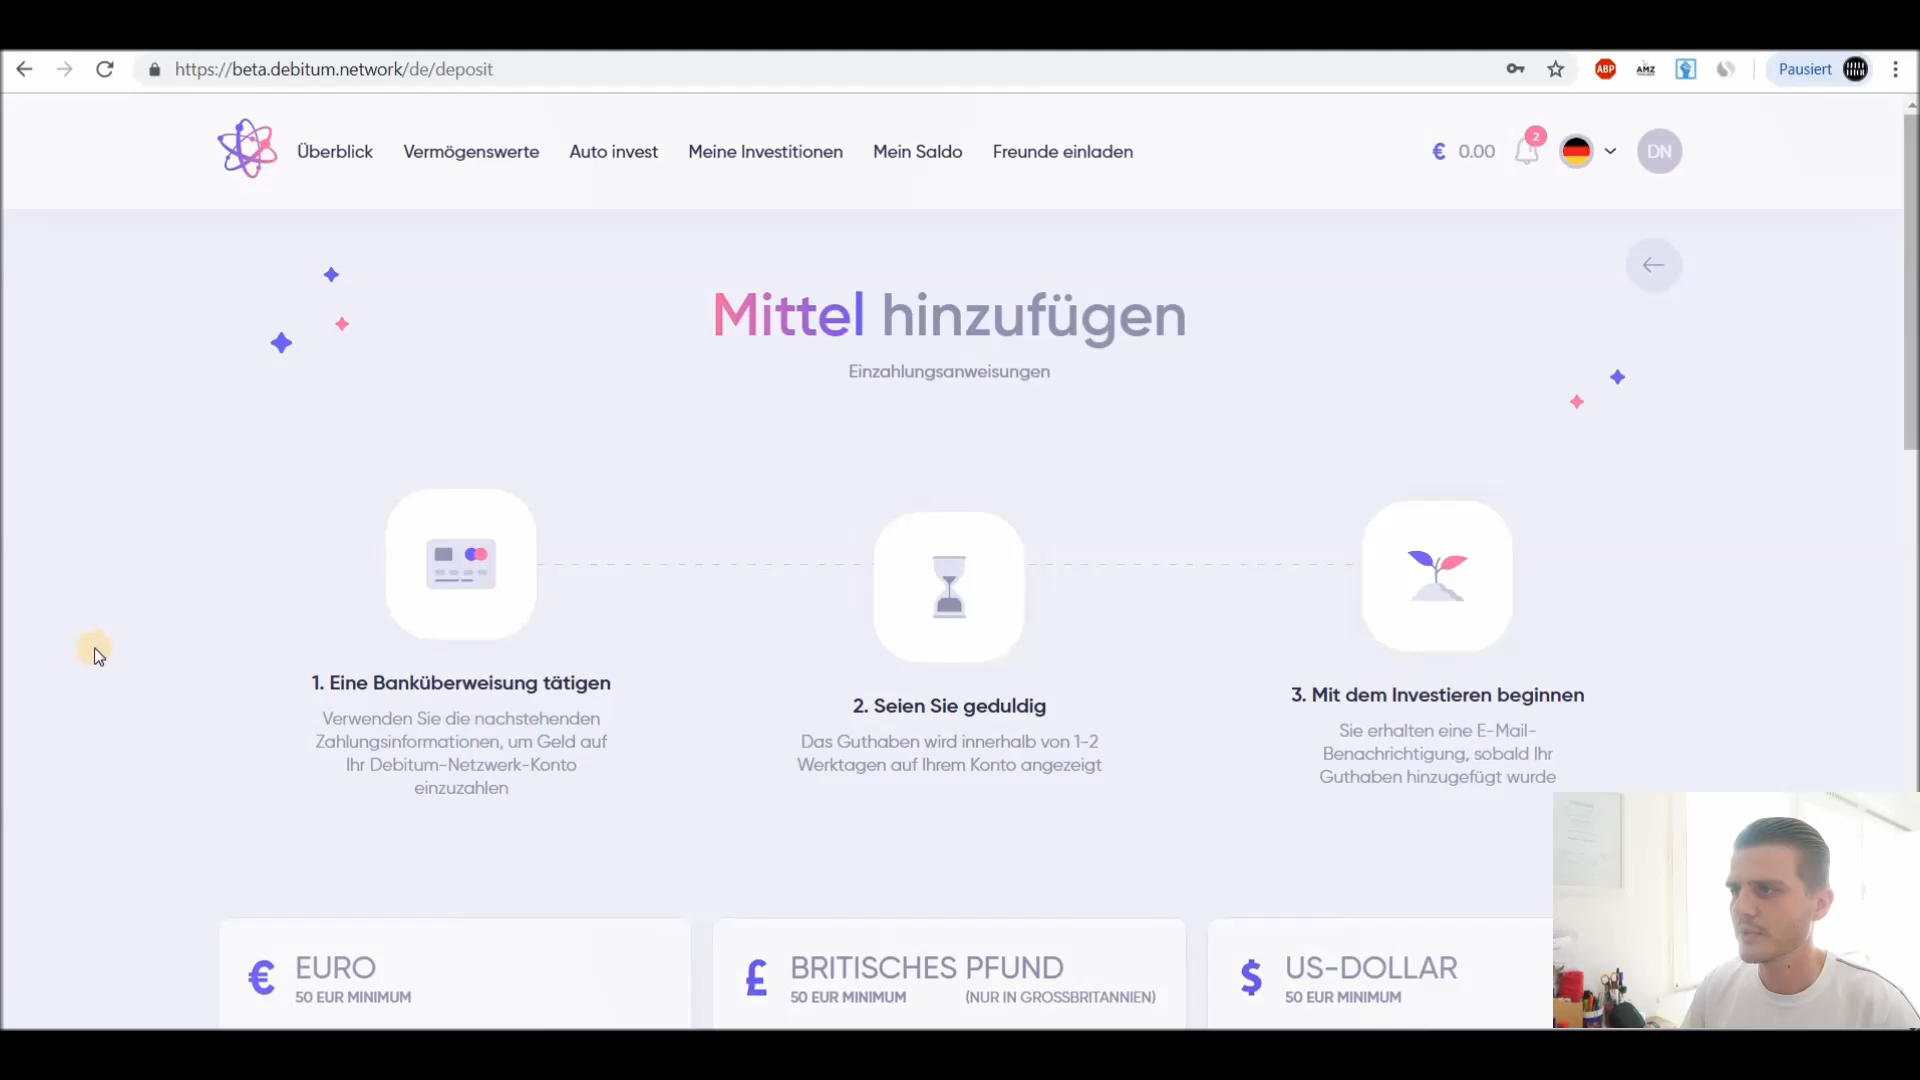 https://beta.debitum.network/de/deposit
ABP
AMZ
Pausiert
Überblick
Vermögenswerte
Auto invest
Meine Investitionen
Mein Saldo
Freunde einladen
€ 0.00
2
DN
Mittel hinzufügen
Einzahlungsanweisungen
1. Eine Banküberweisung tätigen
Verwenden Sie die nachstehenden
Zahlungsinformationen, um Geld auf
Ihr Debitum-Netzwerk-Konto
einzuzahlen
2. Seien Sie geduldig
Das Guthaben wird innerhalb von 1-2
Werktagen auf Ihrem Konto angezeigt
3. Mit dem Investieren beginnen
Sie erhalten eine E-Mail-
Benachrichtigung, sobald Ihr
Guthaben hinzugefügt wurde
€ EURO
50 EUR MINIMUM
£ BRITISCHES PFUND
50 EUR MINIMUM (NUR IN GROSSBRITANNIEN)
$ US-DOLLAR
50 EUR MINIMUM